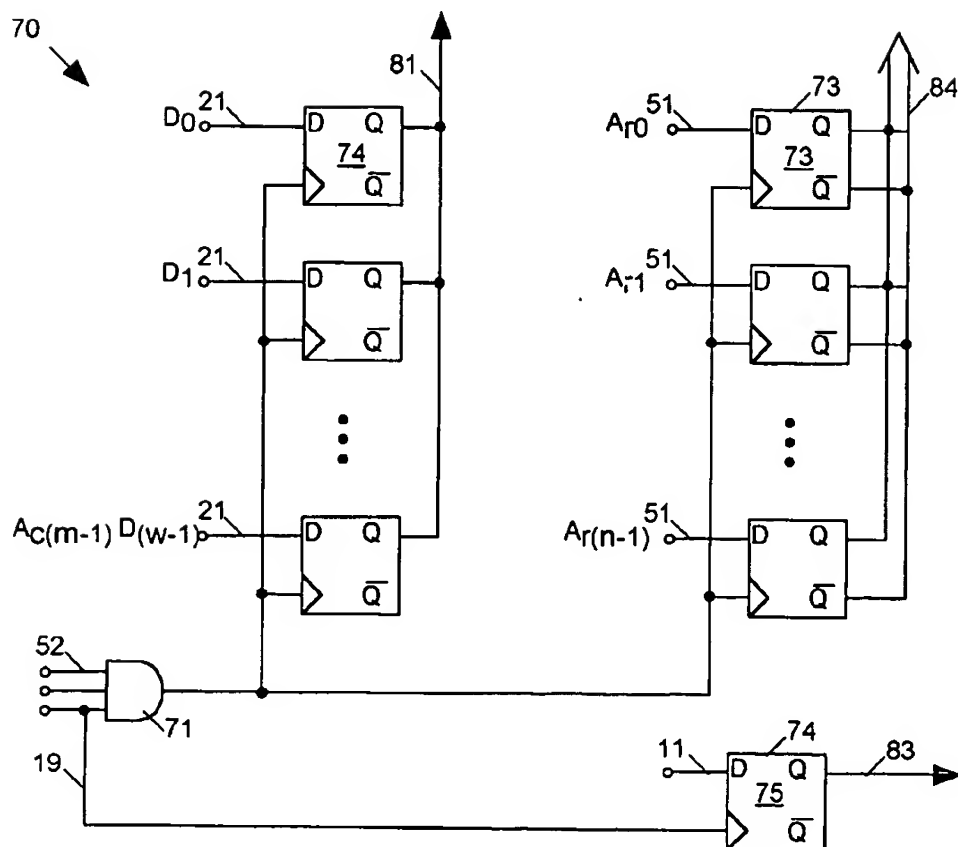 70
81
84
D0 21 D Q
74
Q̅
Ar0 51 73 D Q
73
Q̅
D1 21 D Q
Q̅
Ar1 51 D Q
Q̅
Ac(m-1) D(w-1) 21 D Q
Q̅
Ar(n-1) 51 D Q
Q̅
52
71
19
11 74 83
D Q
75
Q̅